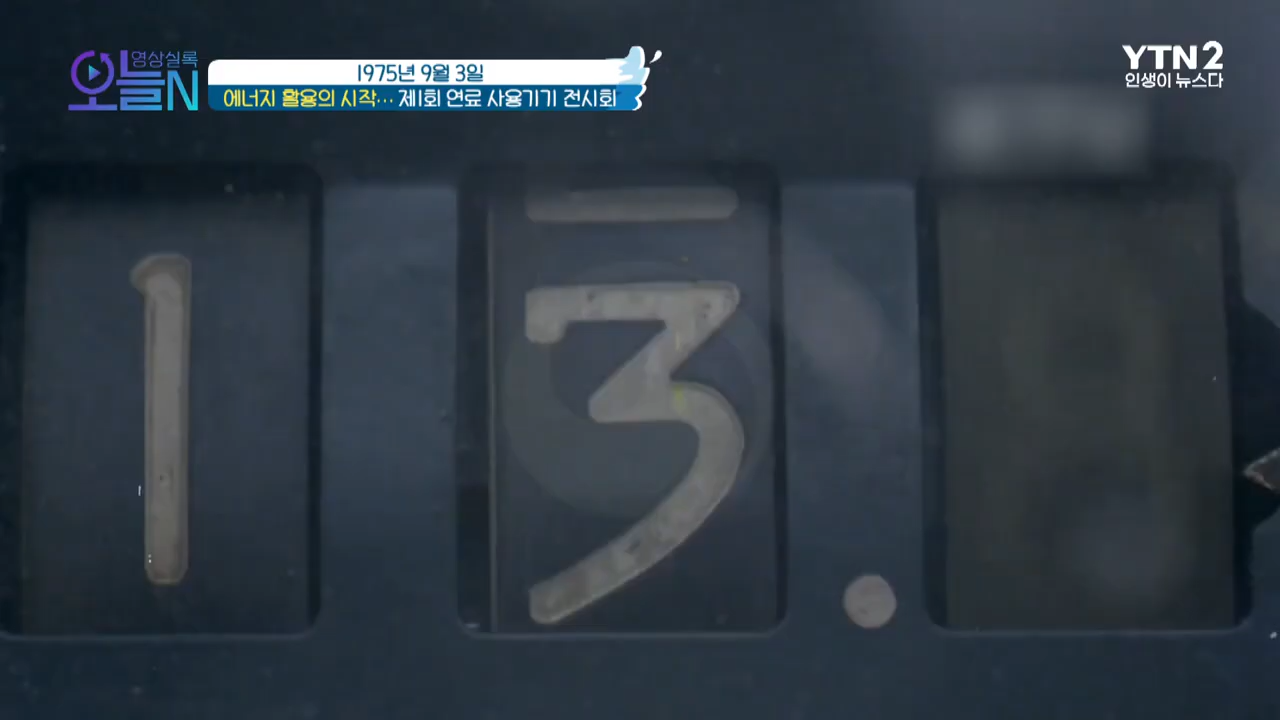 영상실록
오늘N
1975년 9월 3일
에너지 활용의 시작… 제1회 연료 사용기기 전시회
YTN2
인생이 뉴스다
1 3.